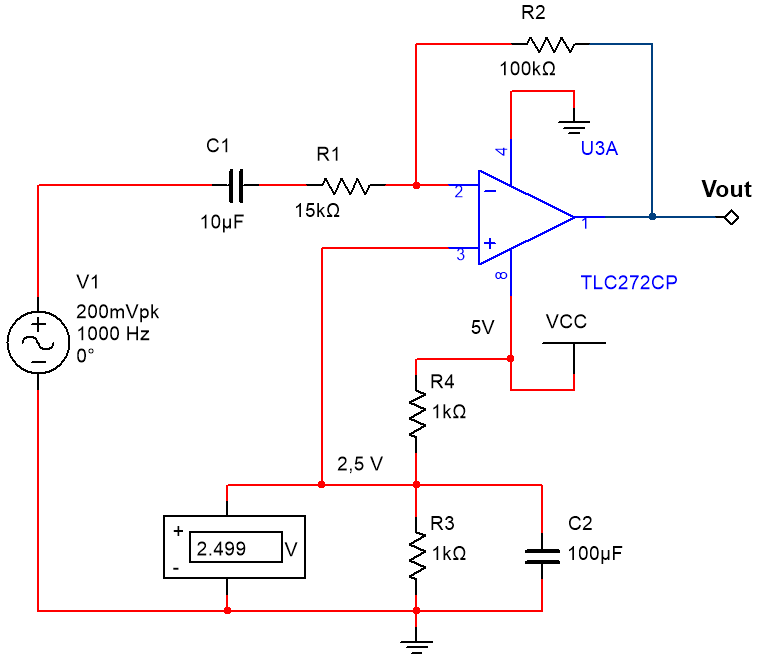 R2
100kΩ
4
U3A
C1
R1
10µF
15kΩ
2
−
+
3
1
Vout
8
TLC272CP
V1
200mVpk
1000 Hz
0°
+
−
5V
VCC
R4
1kΩ
2,5 V
+
2.499
V
-
R3
1kΩ
C2
100µF